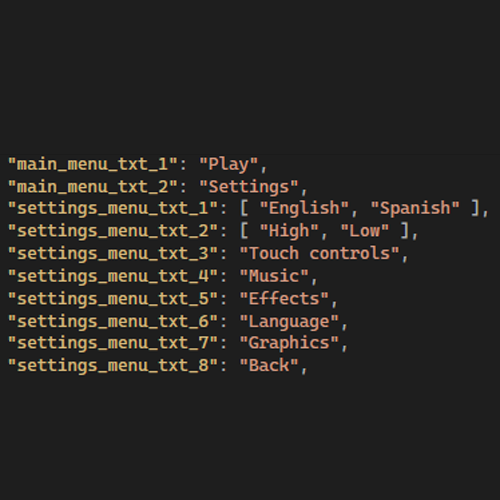 "main_menu_txt_1": "Play",
"main_menu_txt_2": "Settings",
"settings_menu_txt_1": [ "English", "Spanish" ],
"settings_menu_txt_2": [ "High", "Low" ],
"settings_menu_txt_3": "Touch controls",
"settings_menu_txt_4": "Music",
"settings_menu_txt_5": "Effects",
"settings_menu_txt_6": "Language",
"settings_menu_txt_7": "Graphics",
"settings_menu_txt_8": "Back",